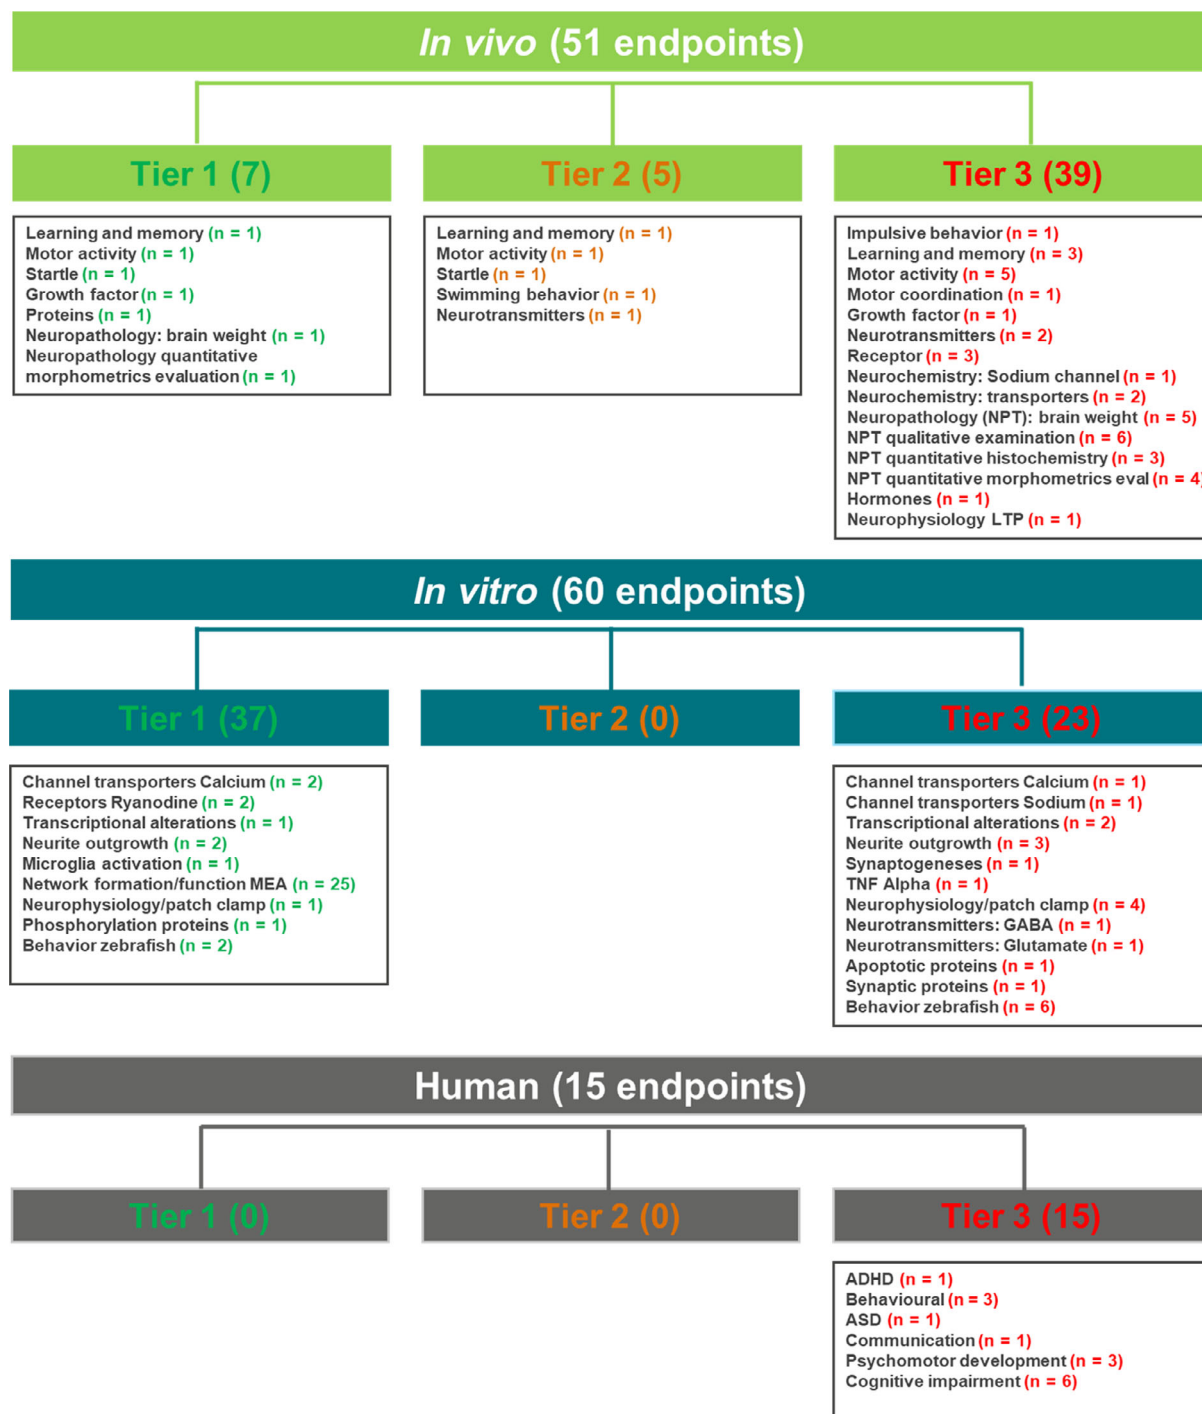 In vivo (51 endpoints)
Tier 1 (7)
Learning and memory (n = 1)
Motor activity (n = 1)
Startle (n = 1)
Growth factor (n = 1)
Proteins (n = 1)
Neuropathology: brain weight (n = 1)
Neuropathology quantitative
morphometrics evaluation (n = 1)
Tier 2 (5)
Learning and memory (n = 1)
Motor activity (n = 1)
Startle (n = 1)
Swimming behavior (n = 1)
Neurotransmitters (n = 1)
Tier 3 (39)
Impulsive behavior (n = 1)
Learning and memory (n = 3)
Motor activity (n = 5)
Motor coordination (n = 1)
Growth factor (n = 1)
Neurotransmitters (n = 2)
Receptor (n = 3)
Neurochemistry: Sodium channel (n = 1)
Neurochemistry: transporters (n = 2)
Neuropathology (NPT): brain weight (n = 5)
NPT qualitative examination (n = 6)
NPT quantitative histochemistry (n = 3)
NPT quantitative morphometrics eval (n = 4)
Hormones (n = 1)
Neurophysiology LTP (n = 1)
In vitro (60 endpoints)
Tier 1 (37)
Channel transporters Calcium (n = 2)
Receptors Ryanodine (n = 2)
Transcriptional alterations (n = 1)
Neurite outgrowth (n = 2)
Microglia activation (n = 1)
Network formation/function MEA (n = 25)
Neurophysiology/patch clamp (n = 1)
Phosphorylation proteins (n = 1)
Behavior zebrafish (n = 2)
Tier 2 (0)
Tier 3 (23)
Channel transporters Calcium (n = 1)
Channel transporters Sodium (n = 1)
Transcriptional alterations (n = 2)
Neurite outgrowth (n = 3)
Synaptogeneses (n = 1)
TNF Alpha (n = 1)
Neurophysiology/patch clamp (n = 4)
Neurotransmitters: GABA (n = 1)
Neurotransmitters: Glutamate (n = 1)
Apoptotic proteins (n = 1)
Synaptic proteins (n = 1)
Behavior zebrafish (n = 6)
Human (15 endpoints)
Tier 1 (0)
Tier 2 (0)
Tier 3 (15)
ADHD (n = 1)
Behavioural (n = 3)
ASD (n = 1)
Communication (n = 1)
Psychomotor development (n = 3)
Cognitive impairment (n = 6)